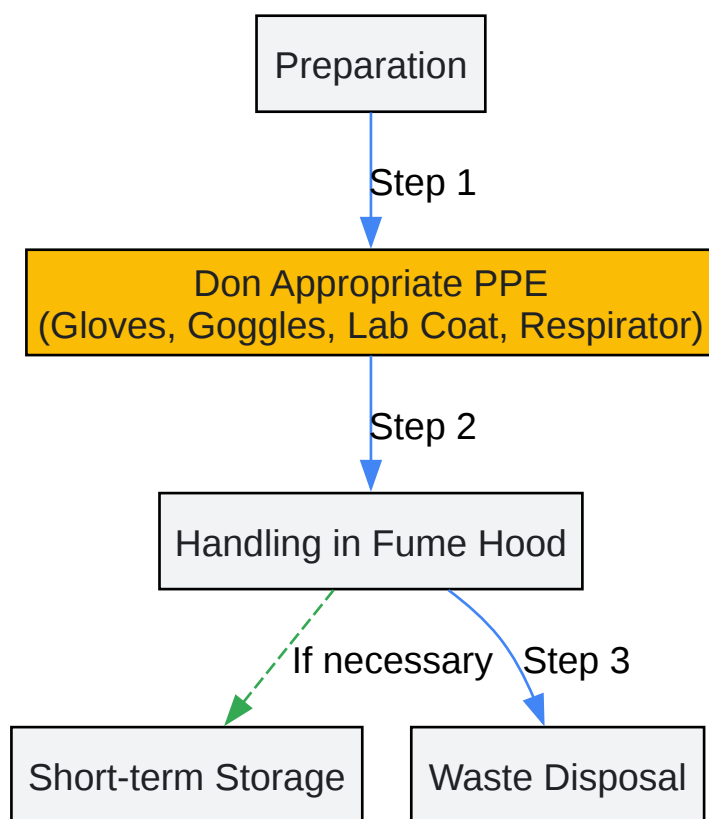 Preparation
Step 1
Don Appropriate PPE
(Gloves, Goggles, Lab Coat, Respirator)
Step 2
Handling in Fume Hood
If necessary
Step 3
Short-term Storage
Waste Disposal